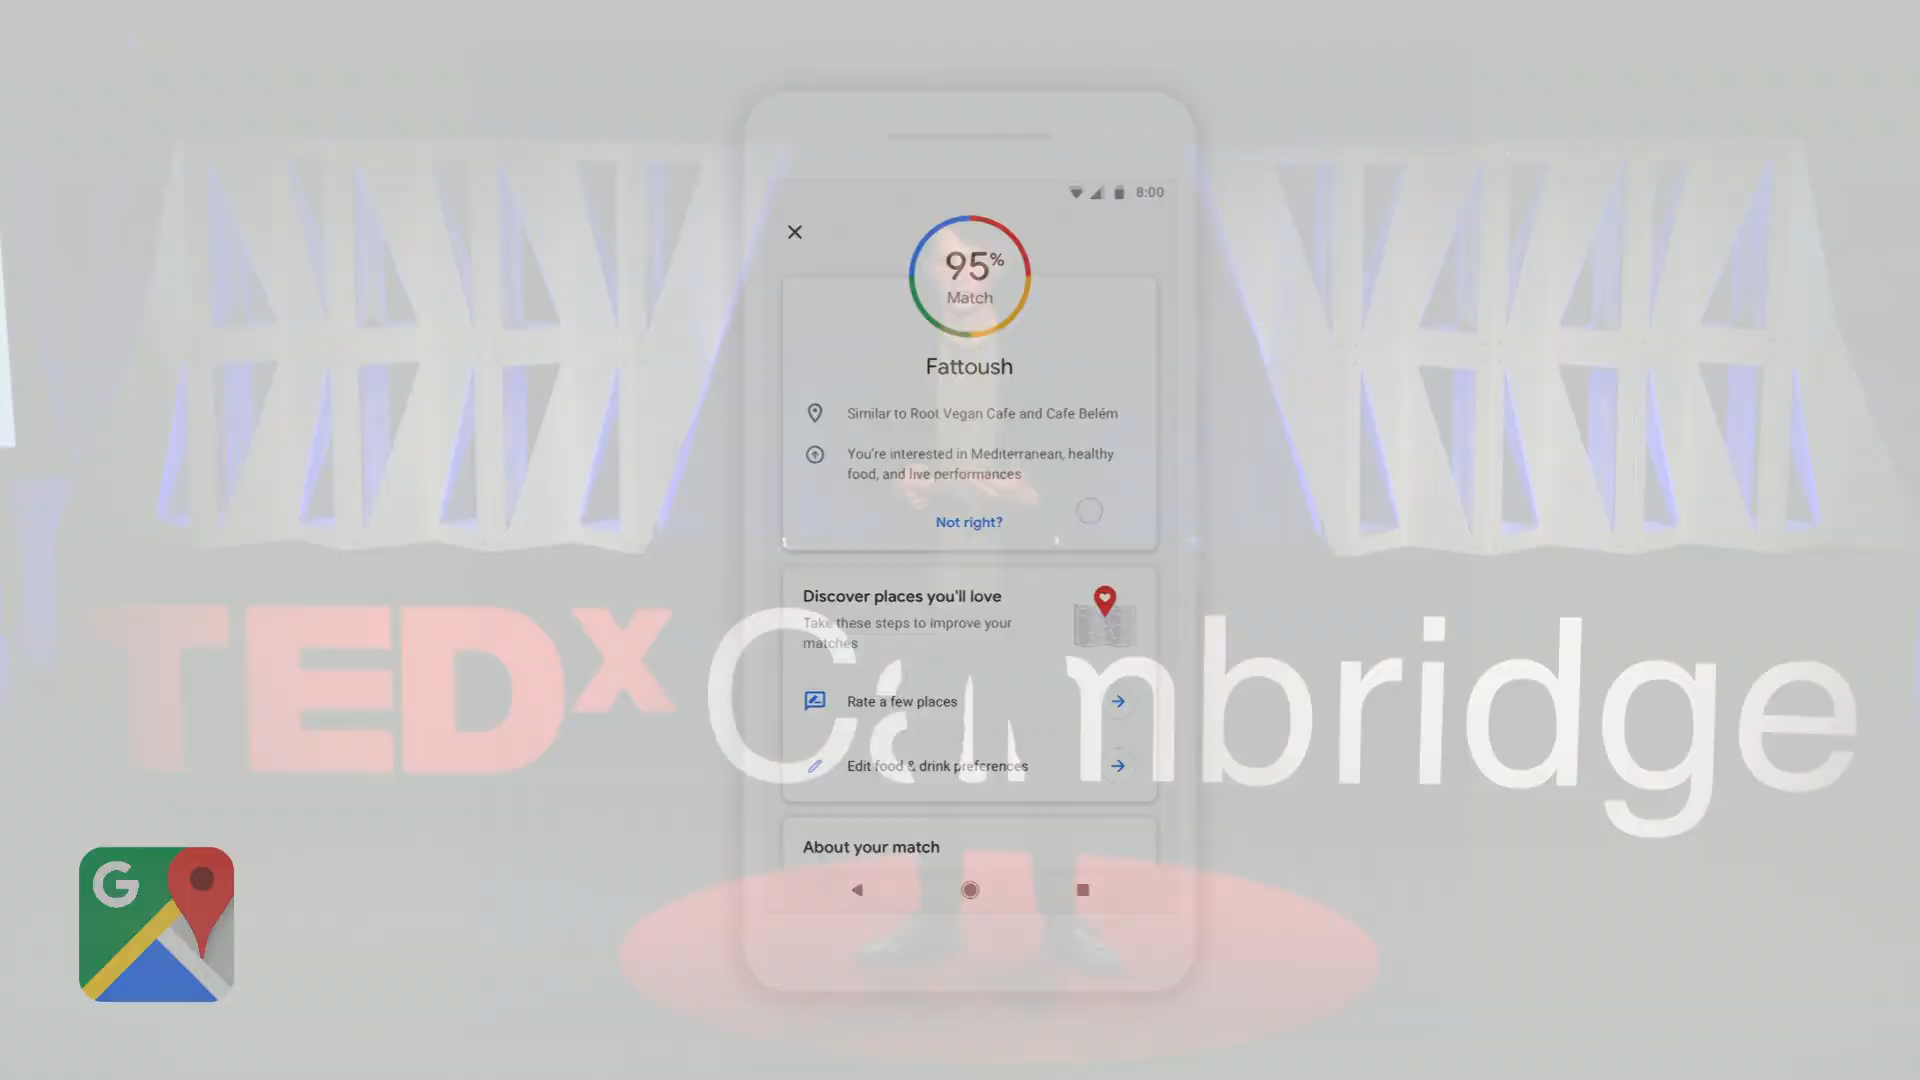 8:00
95%
Match
Fattoush
Similar to Root Vegan Cafe and Cafe Belém
You're interested in Mediterranean, healthy
food, and live performances
Not right?
Discover places you'll love
Take these steps to improve your
matches
TEDx Cambridge
Rate a few places
Edit food & drink preferences
About your match
G